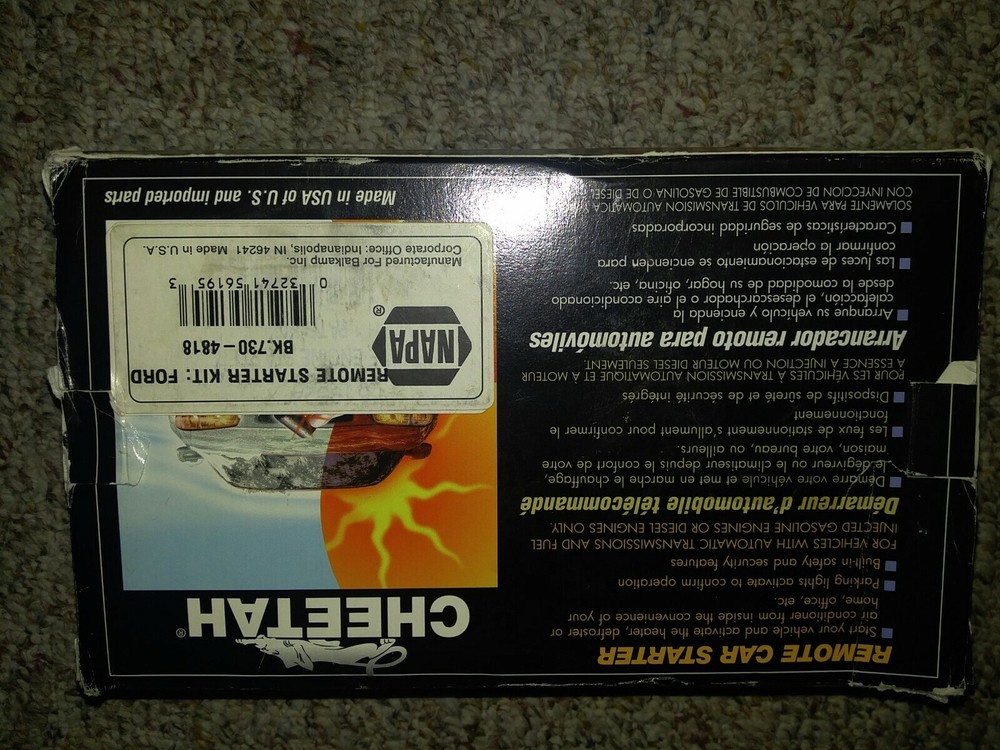 REMOTE CAR STARTER
Start your vehicle and activate the heater, defroster or
air conditioner from inside the convenience of your
home, office, etc.
Parking lights activate to confirm operation
Built-in safety and security features
FOR VEHICLES WITH AUTOMATIC TRANSMISSIONS AND FUEL
INJECTED GASOLINE ENGINES OR DIESEL ENGINES ONLY.
Démarreur d'automobile télécommandé
Démarre votre véhicule et met en marche le chauffage,
le dégivreur ou le climatiseur depuis le confort de votre
maison, votre bureau, ou ailleurs.
Les feux de stationnement s'allument pour confirmer le
fonctionnement
Dispositifs de sûreté et de sécurité intégrés
POUR LES VÉHICULES À TRANSMISSION AUTOMATIQUE ET À MOTEUR
A ESSENCE À INJECTION OU MOTEUR DIESEL SEULEMENT.
Arrancador remoto para automóviles
Arranque su vehículo y encienda la
calefacción, el desescarchador o el aire acondicionado
desde la comodidad de su hogar, oficina, etc.
Las luces de estacionamiento se encienden para
confirmar la operación
Características de seguridad incorporadas
SOLAMENTE PARA VEHICULOS DE TRANSMISION AUTOMATICA Y
CON INYECCION DE COMBUSTIBLE DE GASOLINA O DE DIESEL
CHEETAH®
REMOTE STARTER KIT: FORD
NAPA®
BK.730-4818
0 32741 56195 3
Manufactured For Balkamp Inc.
Corporate Office: Indianapolis, IN 46241 Made in U.S.A.
Made in USA of U.S. and imported parts